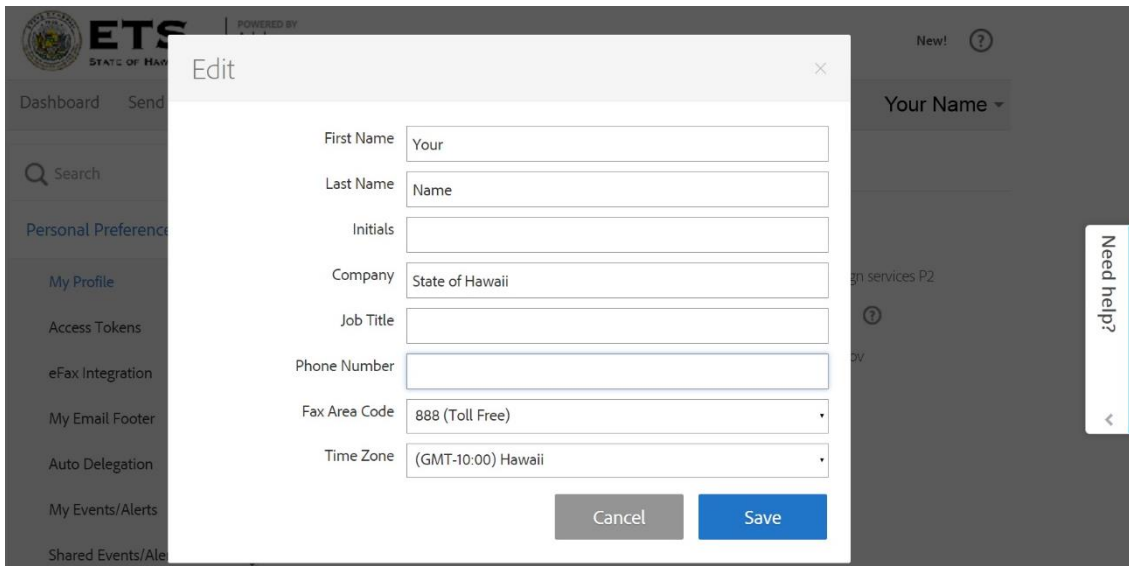 ETS
STATE OF HAW
POWERED BY
New!
Dashboard Send
Your Name
Search
Personal Preference
My Profile
Access Tokens
eFax Integration
My Email Footer
Auto Delegation
My Events/Alerts
Shared Events/Ale
Edit
First Name Your
Last Name Name
Initials
Company State of Hawaii
Job Title
Phone Number
Fax Area Code 888 (Toll Free)
Time Zone (GMT-10:00) Hawaii
Cancel Save
gn services P2
ov
Need help?